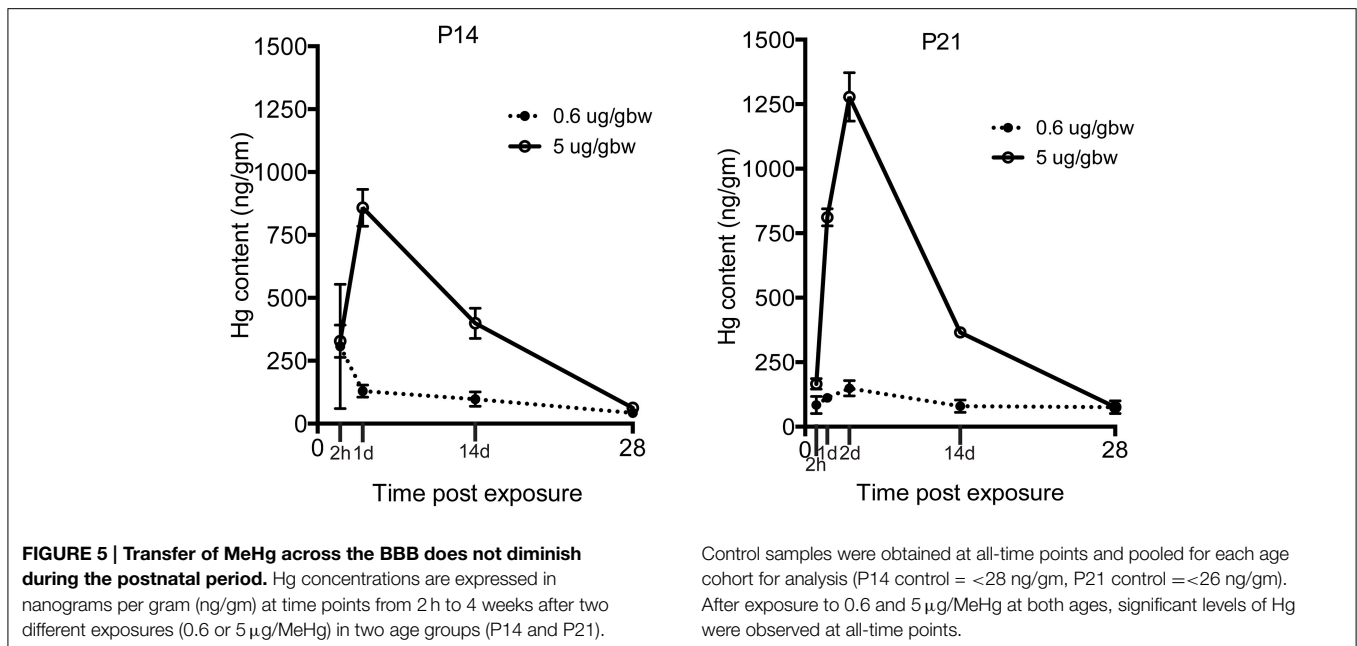 P14
1500
1250
1000
750
500
250
0
Hg content (ng/gm)
0.6 ug/gbw
5 ug/gbw
0
2h
1d
14d
28
Time post exposure
P21
1500
1250
1000
750
500
250
0
Hg content (ng/gm)
0.6 ug/gbw
5 ug/gbw
0
2h
1d
2d
14d
28
Time post exposure
FIGURE 5 | Transfer of MeHg across the BBB does not diminish
during the postnatal period. Hg concentrations are expressed in
nanograms per gram (ng/gm) at time points from 2 h to 4 weeks after two
different exposures (0.6 or 5 μg/MeHg) in two age groups (P14 and P21).
Control samples were obtained at all-time points and pooled for each age
cohort for analysis (P14 control = <28 ng/gm, P21 control =<26 ng/gm).
After exposure to 0.6 and 5 μg/MeHg at both ages, significant levels of Hg
were observed at all-time points.